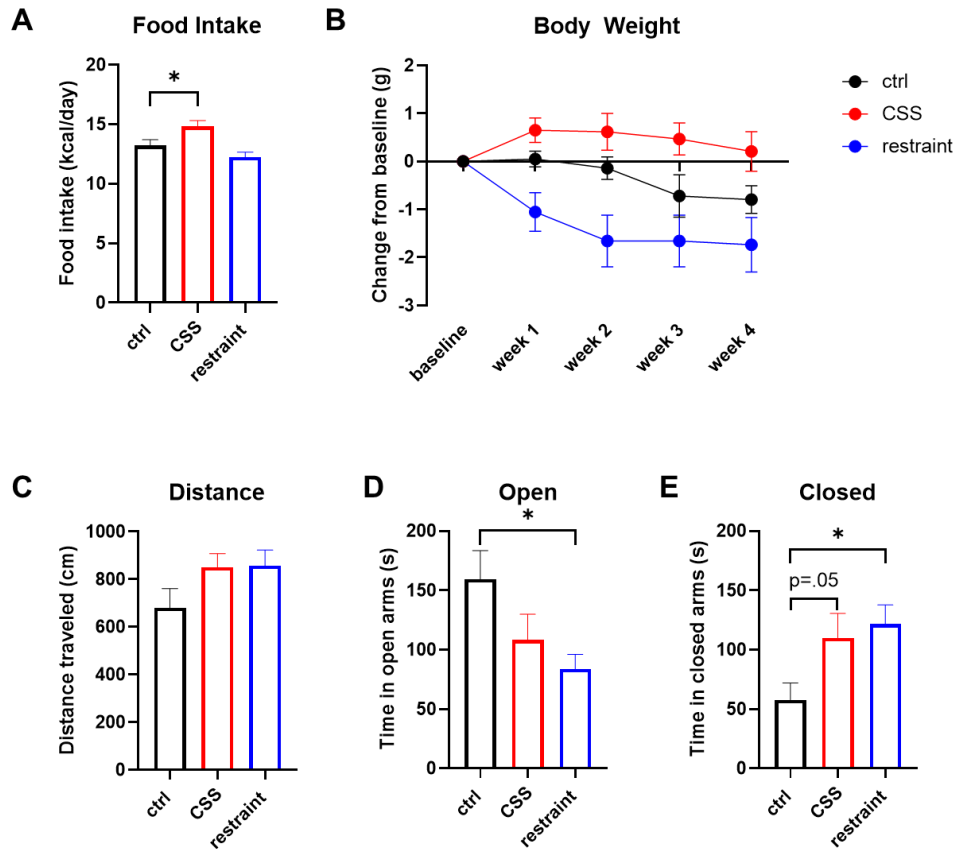 A
Food Intake
Food intake (kcal/day)
20
15
10
5
0
*
ctrl
CSS
restraint
B
Body Weight
Change from baseline (g)
2
1
0
-1
-2
-3
baseline
week 1
week 2
week 3
week 4
ctrl
CSS
restraint
C
Distance
Distance traveled (cm)
1000
800
600
400
200
0
ctrl
CSS
restraint
D
Open
Time in open arms (s)
200
150
100
50
0
*
ctrl
CSS
restraint
E
Closed
Time in closed arms (s)
200
150
100
50
0
*
p=.05
ctrl
CSS
restraint